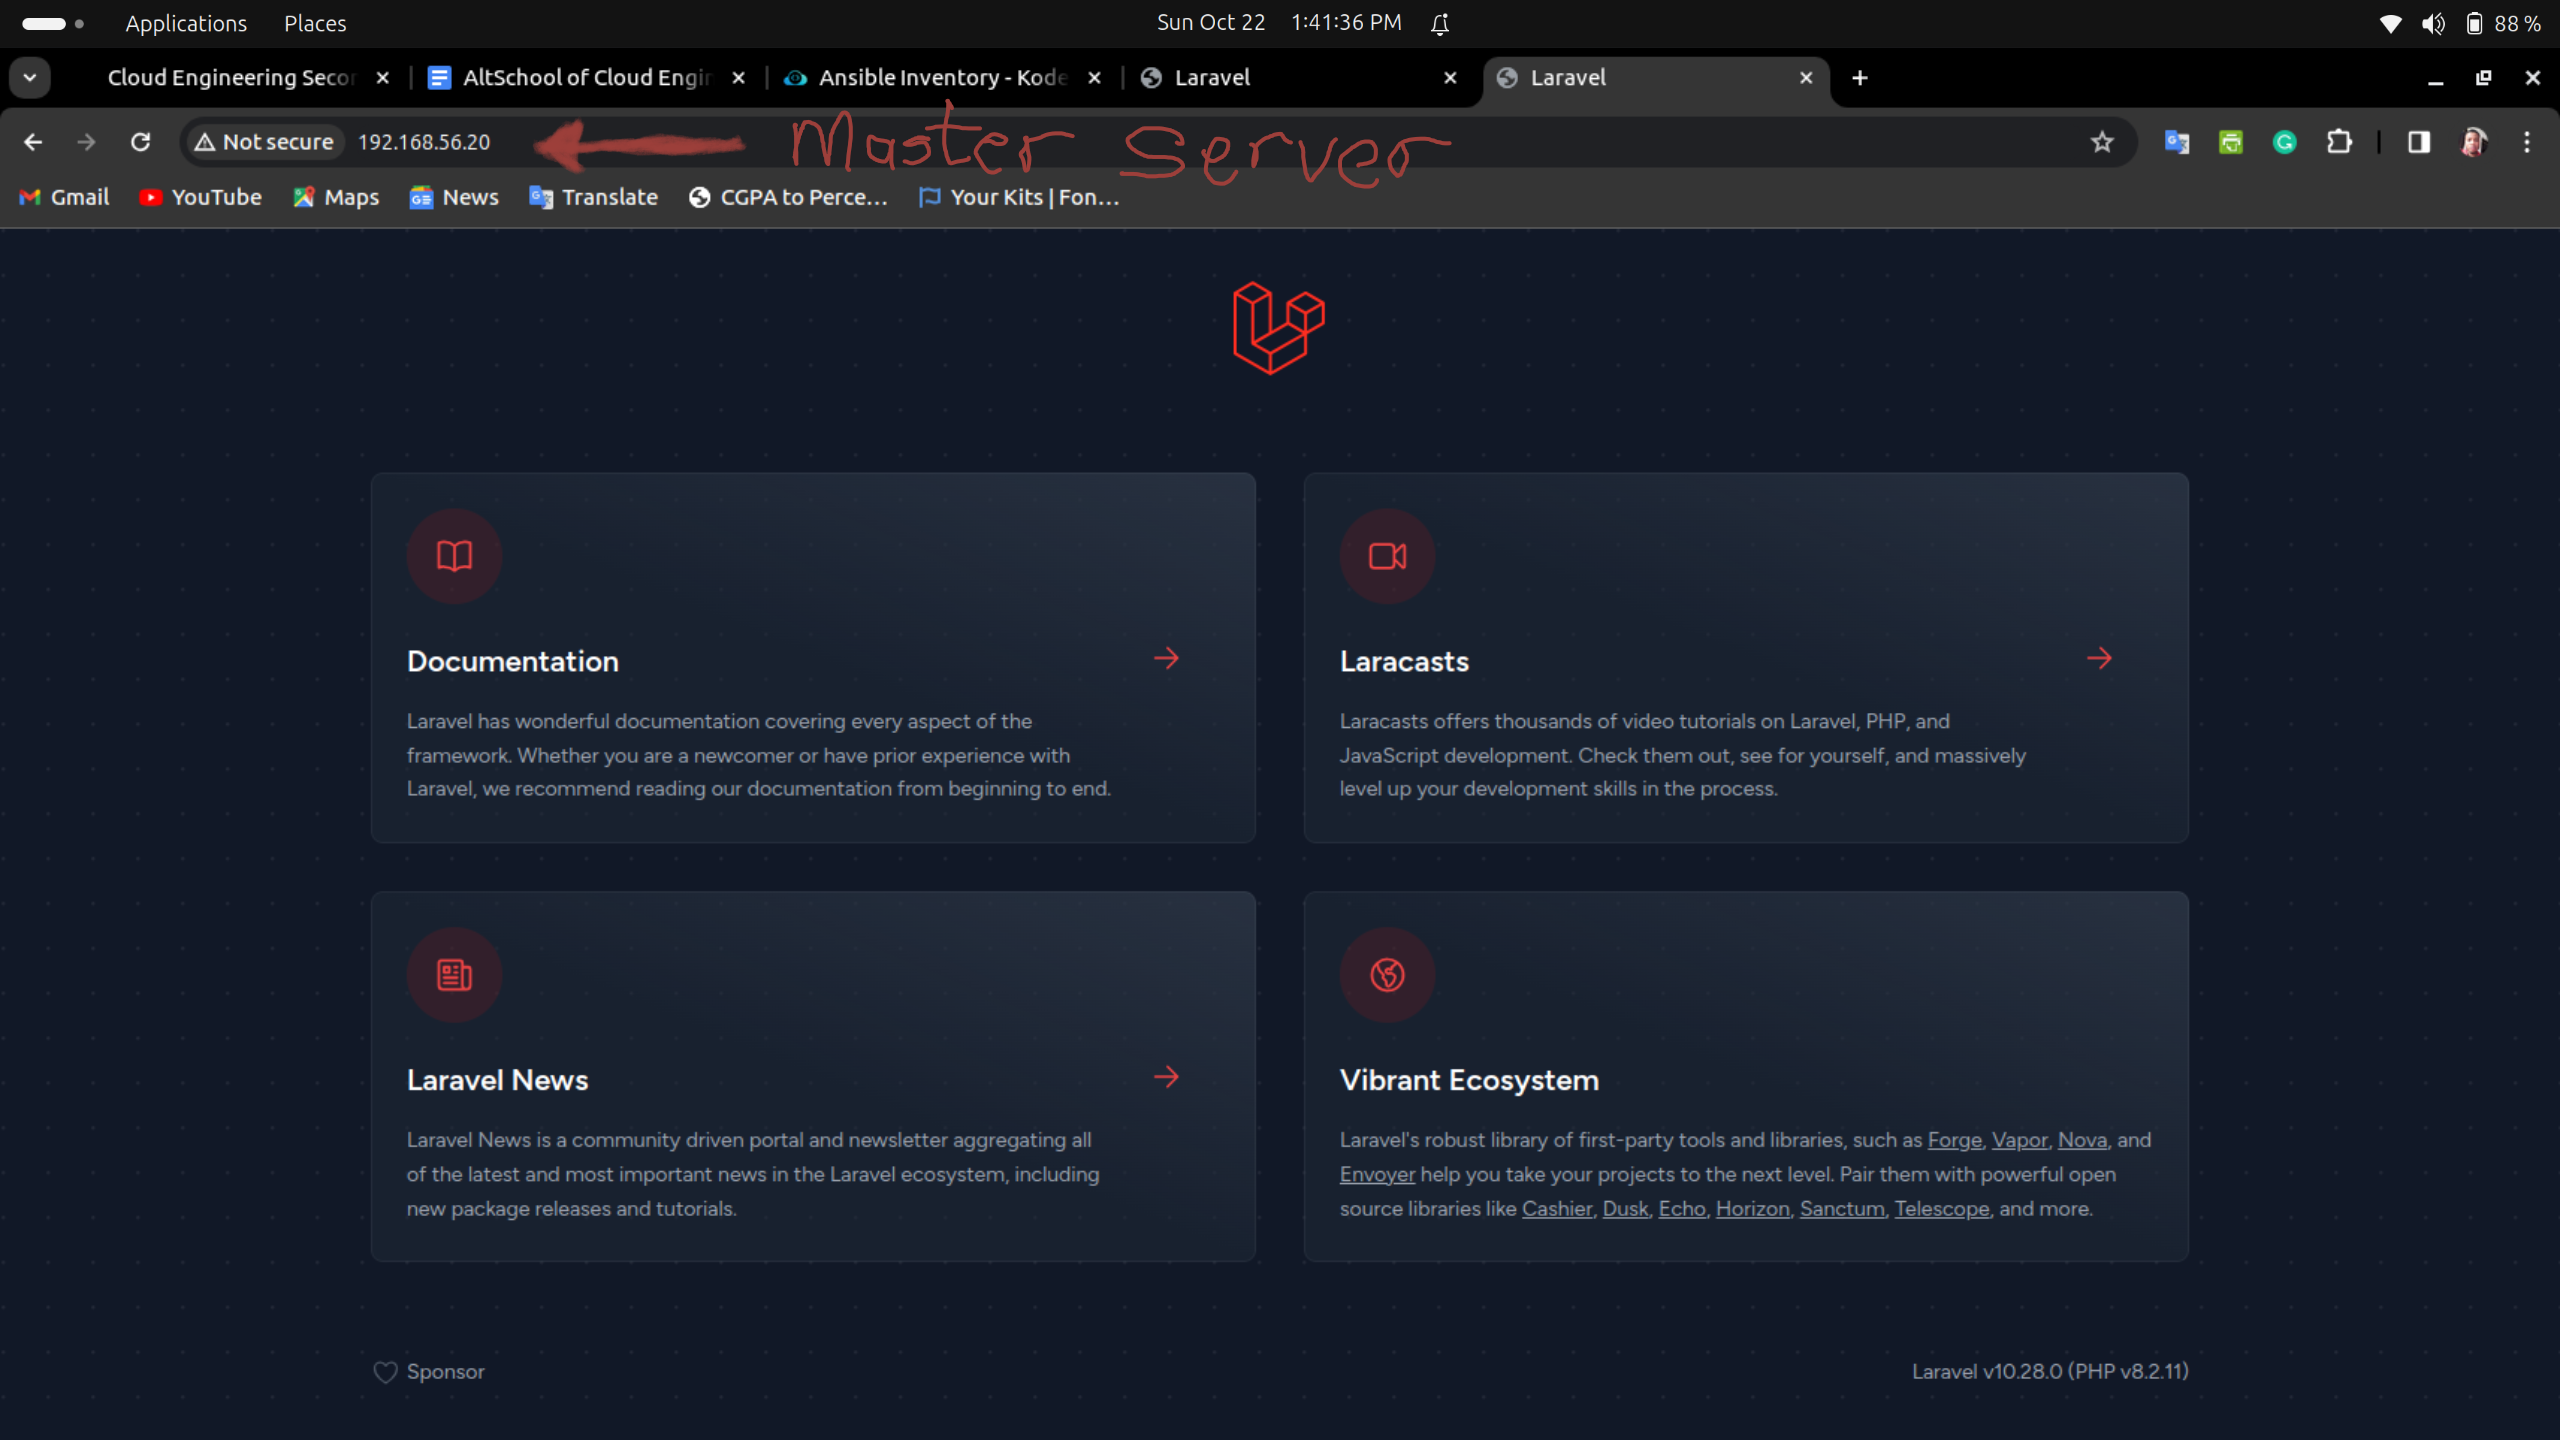 Applications Places Sun Oct 22 1:41:36 PM 88 %
Cloud Engineering Secon AltSchool of Cloud Engin Ansible Inventory - Kode Laravel Laravel
Not secure 192.168.56.20 Master Server
Gmail YouTube Maps News Translate CGPA to Perce... Your Kits | Fon...
Documentation
Laravel has wonderful documentation covering every aspect of the
framework. Whether you are a newcomer or have prior experience with
Laravel, we recommend reading our documentation from beginning to end.
Laracasts
Laracasts offers thousands of video tutorials on Laravel, PHP, and
JavaScript development. Check them out, see for yourself, and massively
level up your development skills in the process.
Laravel News
Laravel News is a community driven portal and newsletter aggregating all
of the latest and most important news in the Laravel ecosystem, including
new package releases and tutorials.
Vibrant Ecosystem
Laravel's robust library of first-party tools and libraries, such as Forge, Vapor, Nova, and
Envoyer help you take your projects to the next level. Pair them with powerful open
source libraries like Cashier, Dusk, Echo, Horizon, Sanctum, Telescope, and more.
Sponsor
Laravel v10.28.0 (PHP v8.2.11)